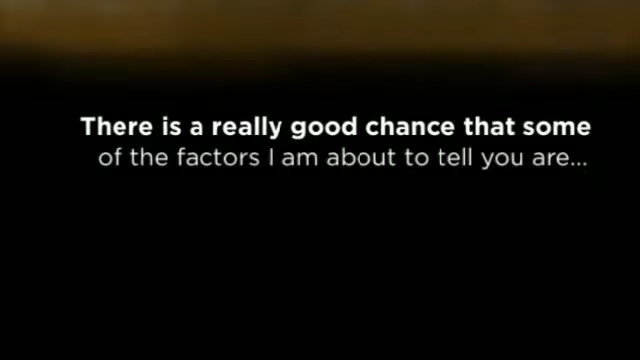 There is a really good chance that some
of the factors I am about to tell you are...